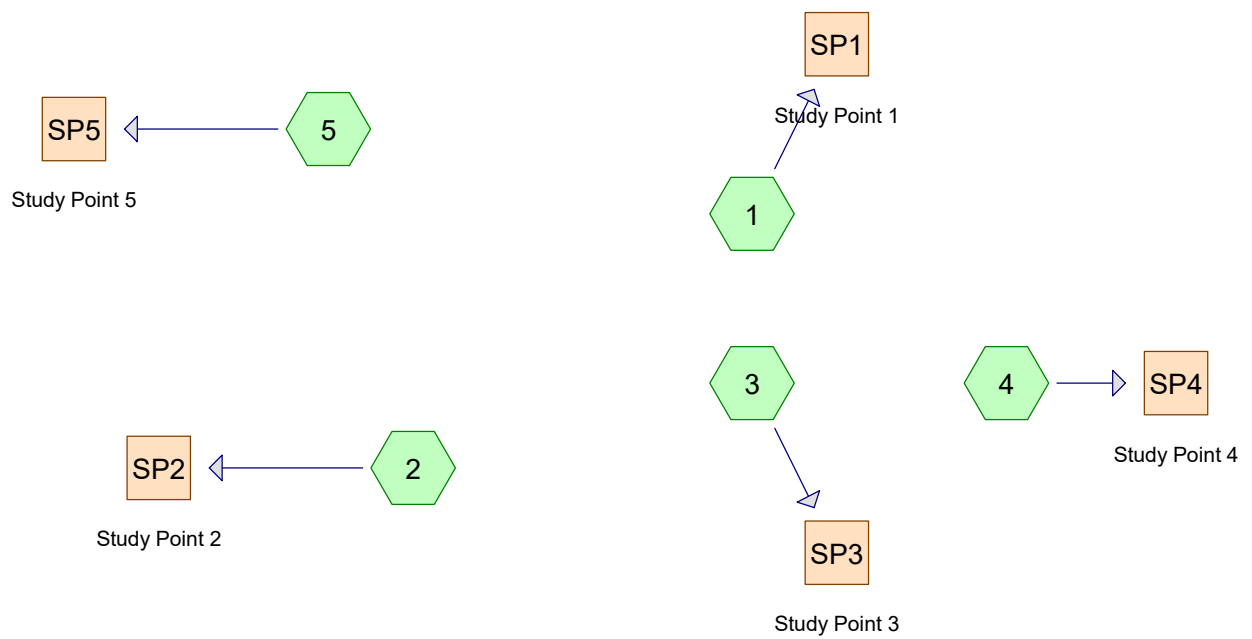 SP1
Study Point 1
SP5
5
Study Point 5
1
3
4
SP4
Study Point 4
SP2
2
Study Point 2
SP3
Study Point 3